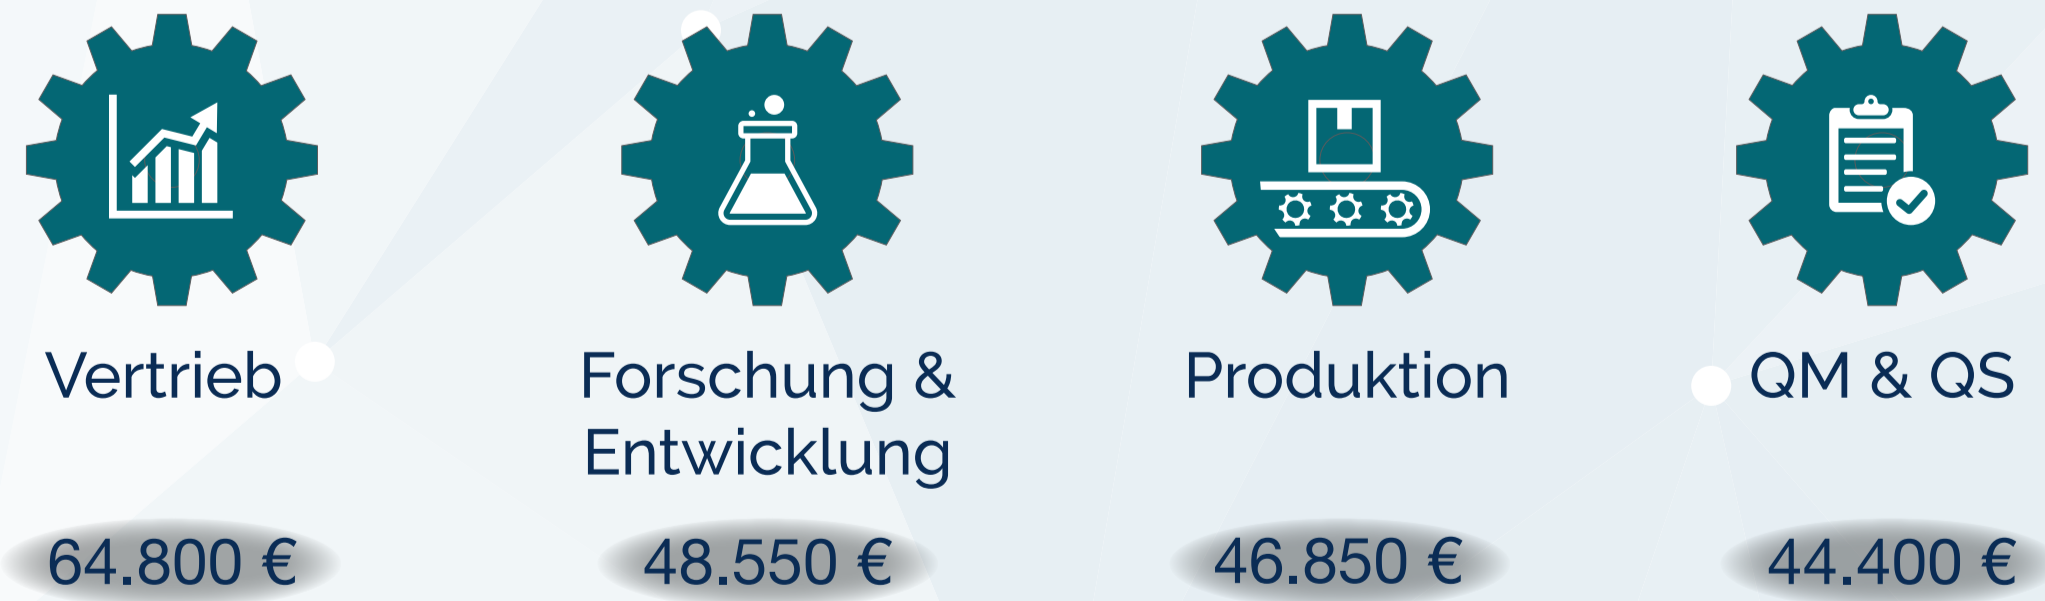 Vertrieb
Forschung &
Entwicklung
Produktion
QM & QS
64.800 €
48.550 €
46.850 €
44.400 €